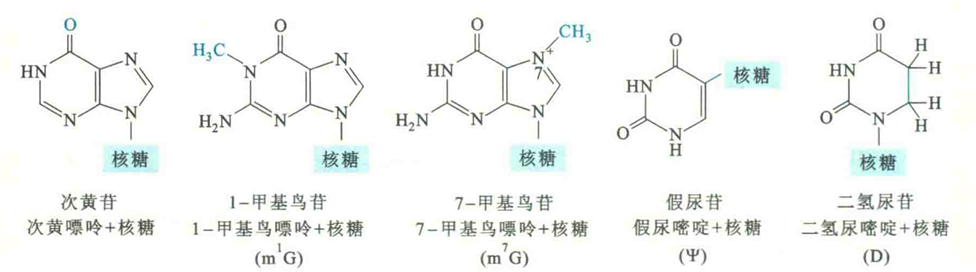 O
HN
N
N
N
核糖
次黄苷
次黄嘌呤+核糖
H₃C
O
N
N
H₂N
N
N
核糖
1-甲基鸟苷
1-甲基鸟嘌呤+核糖
(m¹G)
O
CH₃
HN
N⁺
7
H₂N
N
N
核糖
7-甲基鸟苷
7-甲基鸟嘌呤+核糖
(m⁷G)
O
HN
核糖
O
N
H
假尿苷
假尿嘧啶+核糖
(Ψ)
O
H
HN
H
H
O
N
H
核糖
二氢尿苷
二氢尿嘧啶+核糖
(D)